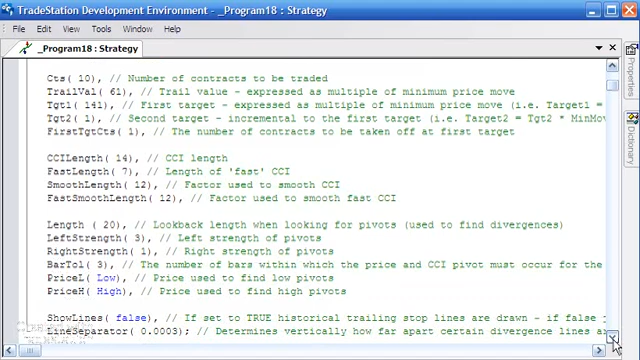 TradeStation Development Environment - _Program18 : Strategy
File Edit View Tools Window Help
_Program18 : Strategy
Cts( 10), // Number of contracts to be traded
TrailVal( 61), // Trail value - expressed as multiple of minimum price move
Tgt1( 141), // First target - expressed as multiple of minimum price move (i.e. Target1 =
Tgt2( 1), // Second target - incremental to the first target (i.e. Target2 = Tgt2 * MinMov
FirstTgtCts( 1), // The number of contracts to be taken off at first target
CCILength( 14), // CCI length
FastLength( 7), // Length of 'fast' CCI
SmoothLength( 12), // Factor used to smooth CCI
FastSmoothLength( 12), // Factor used to smooth fast CCI
Length ( 20), // Lookback length when looking for pivots (used to find divergences)
LeftStrength( 3), // Left strength of pivots
RightStrength( 1), // Right strength of pivots
BarTol( 3), // The number of bars within which the price and CCI pivot must occur for the
PriceL( Low), // Price used to find low pivots
PriceH( High), // Price used to find high pivots
ShowLines( false), // If set to TRUE historical trailing stop lines are drawn - if false
LineSeparator( 0.0003); // Determines vertically how far apart certain divergence lines
Properties
Dictionary